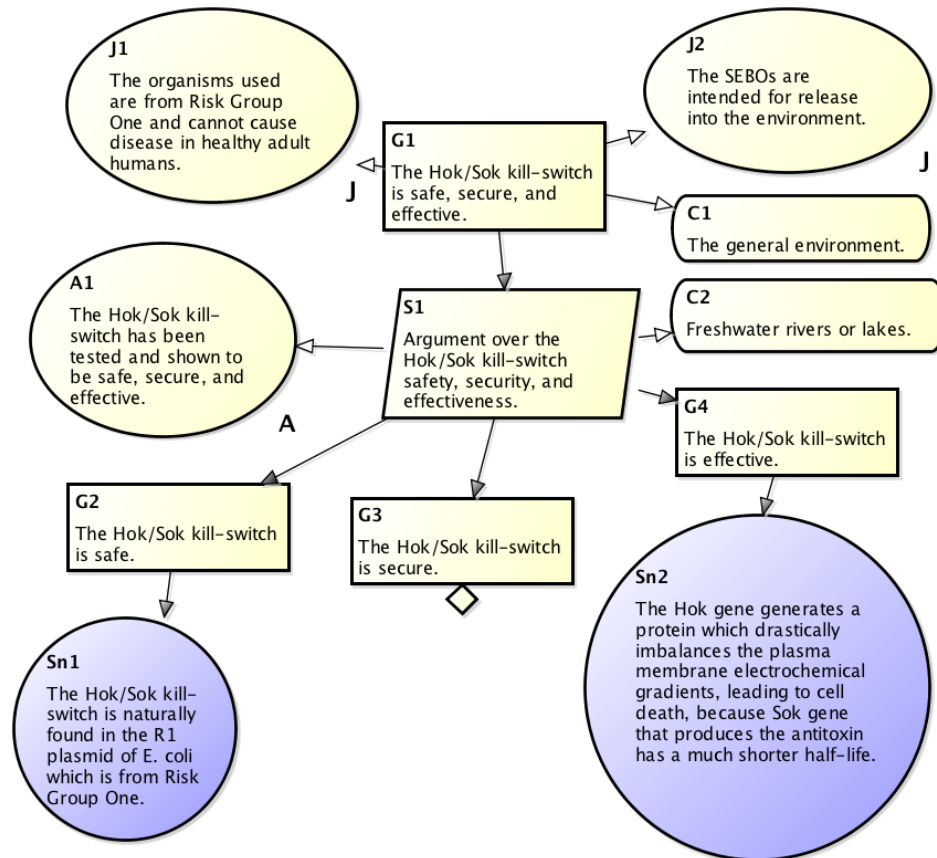 J1
The organisms used
are from Risk Group
One and cannot cause
disease in healthy adult
humans.
J
J2
The SEBOs are
intended for release
into the environment.
J
G1
The Hok/Sok kill-switch
is safe, secure, and
effective.
C1
The general environment.
A1
The Hok/Sok kill-
switch has been
tested and shown to
be safe, secure, and
effective.
A
S1
Argument over the
Hok/Sok kill-switch
safety, security, and
effectiveness.
C2
Freshwater rivers or lakes.
G4
The Hok/Sok kill-switch
is effective.
G2
The Hok/Sok kill-switch
is safe.
G3
The Hok/Sok kill-switch
is secure.
Sn1
The Hok/Sok kill-
switch is naturally
found in the R1
plasmid of E. coli
which is from Risk
Group One.
Sn2
The Hok gene generates a
protein which drastically
imbalances the plasma
membrane electrochemical
gradients, leading to cell
death, because Sok gene
that produces the antitoxin
has a much shorter half-life.